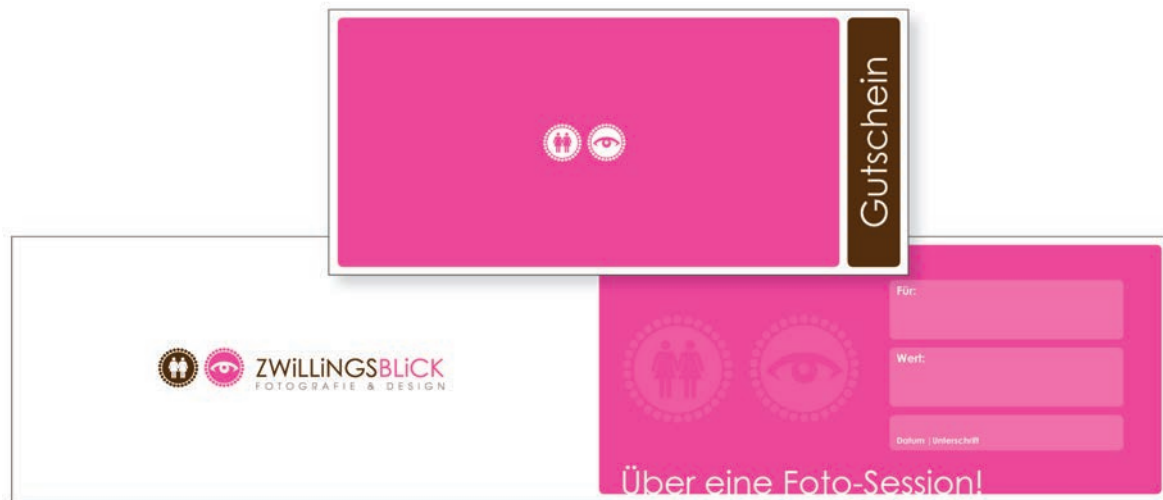 Gutschein
ZWiLLiNGSBLiCK
FOTOGRAFIE & DESIGN
Für:
Wert:
Datum | Unterschrift
Über eine Foto-Session!